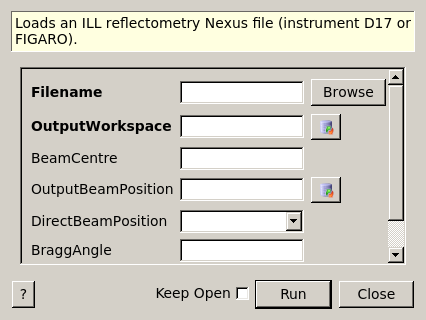 Loads an ILL reflectometry Nexus file (instrument D17 or
FIGARO).
Filename
Browse
OutputWorkspace
BeamCentre
OutputBeamPosition
DirectBeamPosition
BraggAngle
? Keep Open Run Close